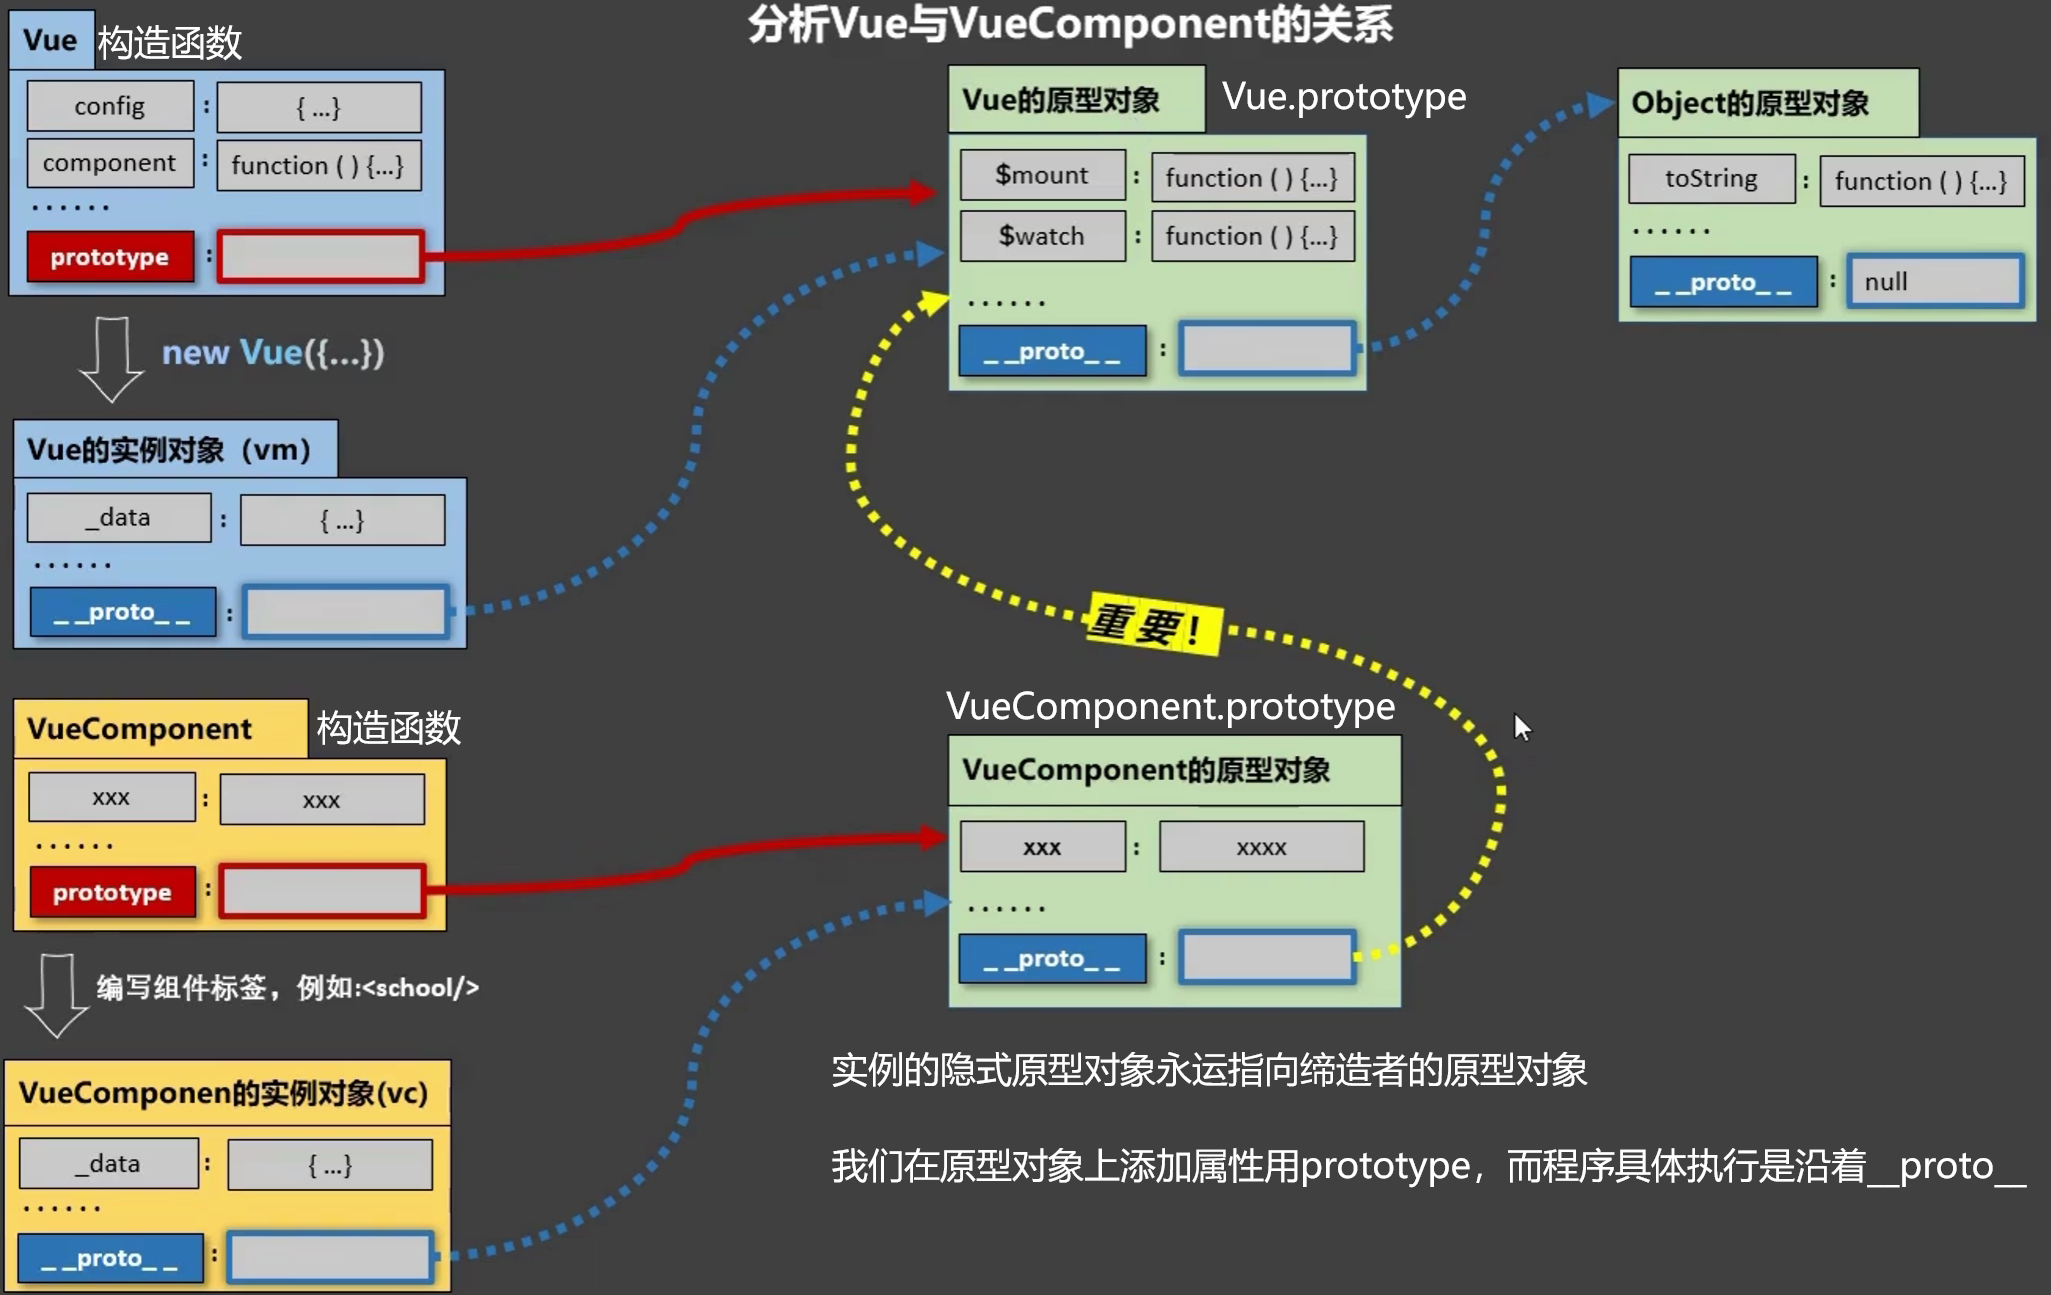 分析Vue与VueComponent的关系
Vue 构造函数
config : { ...}
component : function ( ) {...}
......
prototype :
new Vue({...})
Vue的实例对象（vm）
_data : { ...}
......
_ _proto_ _ :
VueComponent 构造函数
xxx : xxx
......
prototype :
编写组件标签，例如:<school/>
VueComponen的实例对象(vc)
_data : { ...}
......
_ _proto_ _ :
Vue的原型对象 Vue.prototype
$mount : function ( ) {...}
$watch : function ( ) {...}
......
_ _proto_ _ :
Object的原型对象
toString : function ( ) {...}
......
_ _proto_ _ : null
重要！
VueComponent.prototype
VueComponent的原型对象
xxx : xxxx
......
_ _proto_ _ :
实例的隐式原型对象永运指向缔造者的原型对象
我们在原型对象上添加属性用prototype，而程序具体执行是沿着__proto__